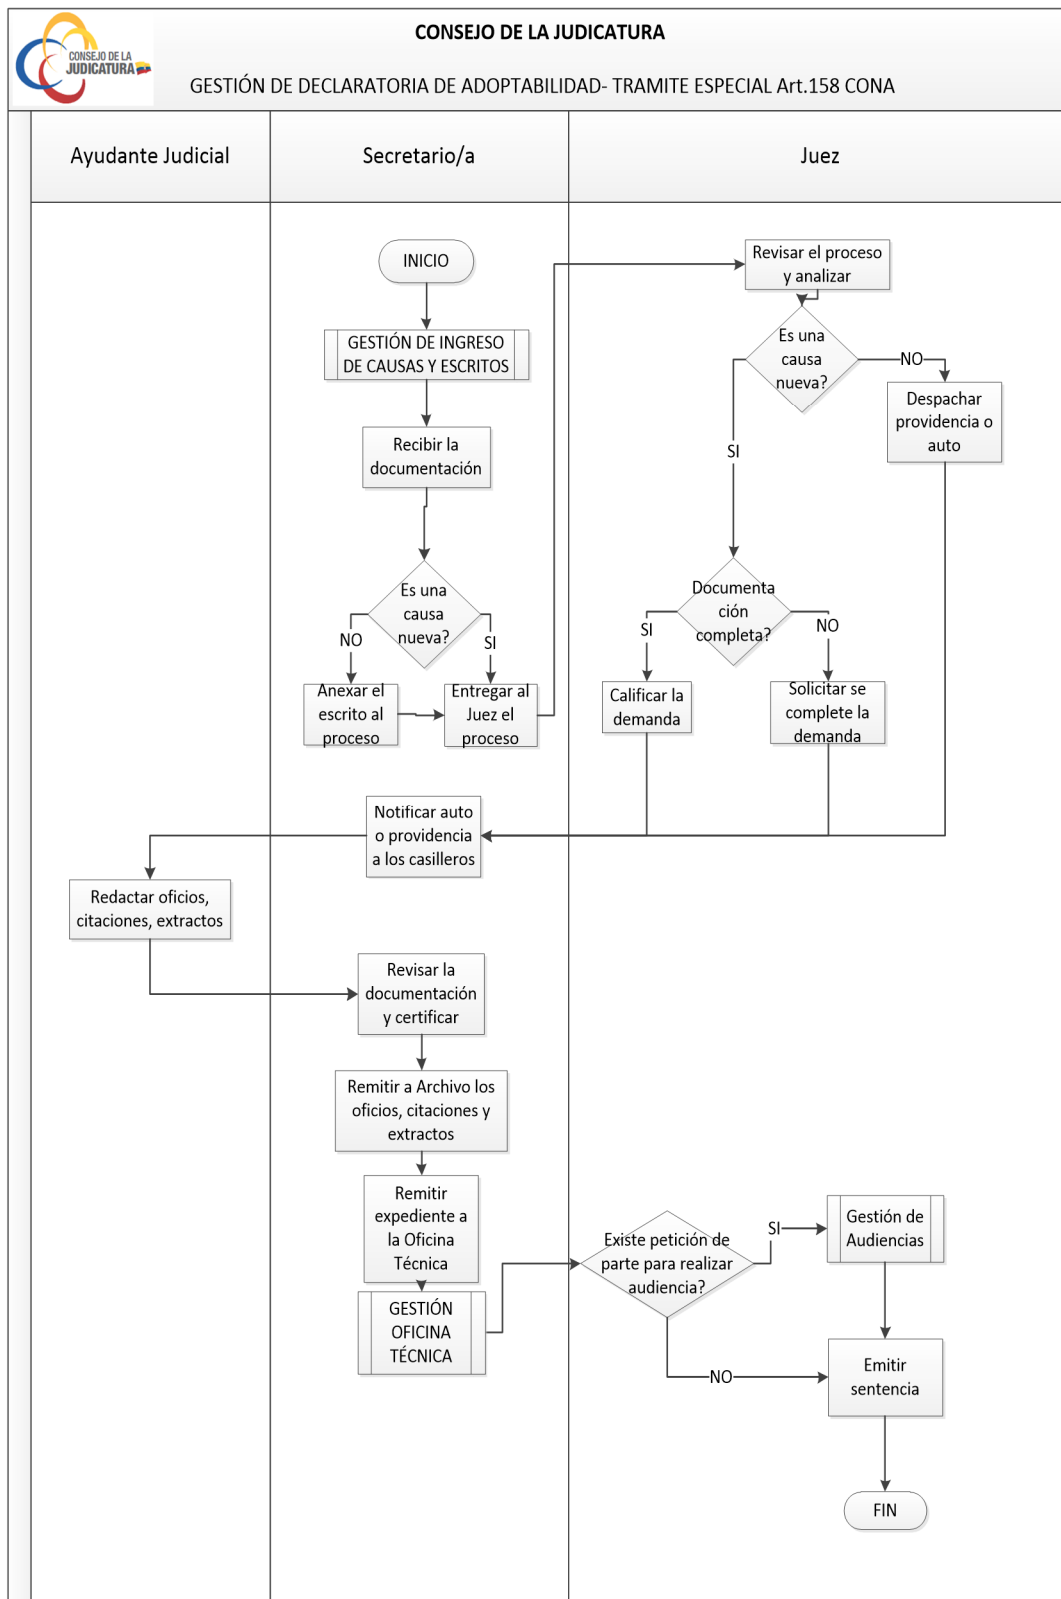 CONSEJO DE LA
JUDICATURA
CONSEJO DE LA JUDICATURA
GESTIÓN DE DECLARATORIA DE ADOPTABILIDAD- TRAMITE ESPECIAL Art.158 CONA
Ayudante Judicial
Secretario/a
Juez
INICIO
GESTIÓN DE INGRESO
DE CAUSAS Y ESCRITOS
Recibir la
documentación
Es una
causa
nueva?
NO
SI
Anexar el
escrito al
proceso
Entregar al
Juez el
proceso
Revisar el proceso
y analizar
Es una
causa
nueva?
NO
Despachar
providencia o
auto
SI
Documenta
ción
completa?
SI
NO
Calificar la
demanda
Solicitar se
complete la
demanda
Notificar auto
o providencia
a los casilleros
Redactar oficios,
citaciones, extractos
Revisar la
documentación
y certificar
Remitir a Archivo los
oficios, citaciones y
extractos
Remitir
expediente a
la Oficina
Técnica
GESTIÓN
OFICINA
TÉCNICA
Existe petición de
parte para realizar
audiencia?
SI
Gestión de
Audiencias
NO
Emitir
sentencia
FIN